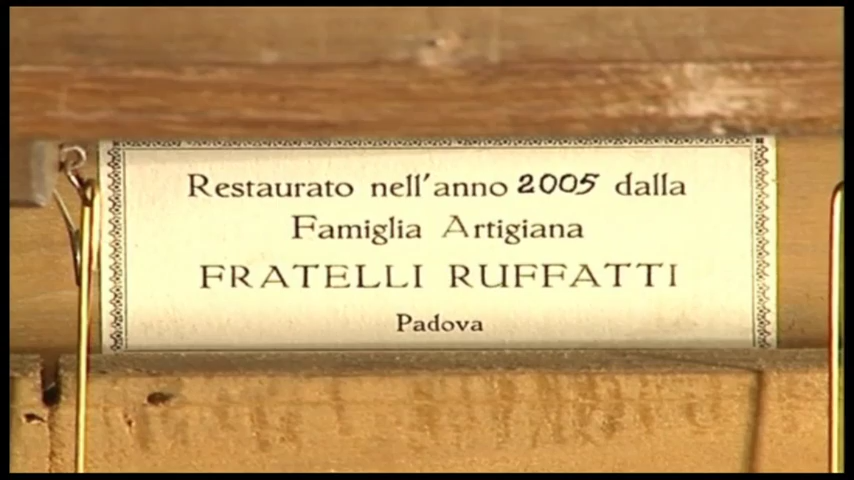 Restaurato nell'anno 2005 dalla
Famiglia Artigiana
FRATELLI RUFFATTI
Padova